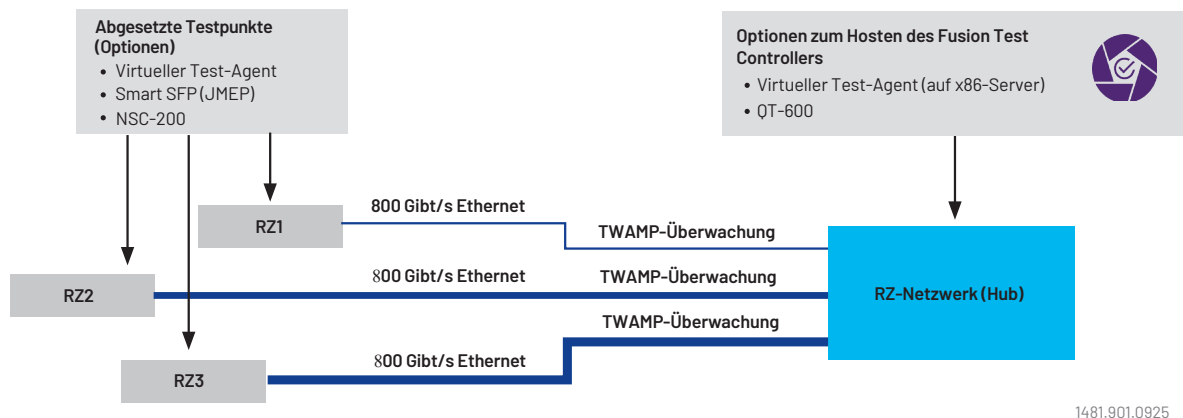 Abgesetzte Testpunkte
(Optionen)
• Virtueller Test-Agent
• Smart SFP (JMEP)
• NSC-200
Optionen zum Hosten des Fusion Test
Controllers
• Virtueller Test-Agent (auf x86-Server)
• QT-600
RZ1
800 Gibt/s Ethernet
TWAMP-Überwachung
RZ2
800 Gibt/s Ethernet
TWAMP-Überwachung
RZ-Netzwerk (Hub)
RZ3
800 Gibt/s Ethernet
TWAMP-Überwachung
1481.901.0925